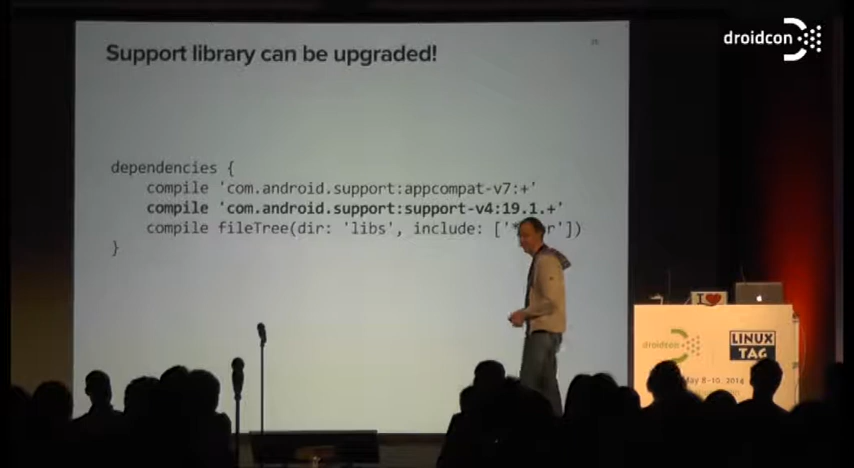 Support library can be upgraded!
droidcon
dependencies {
compile 'com.android.support:appcompat-v7:+'
compile 'com.android.support:support-v4:19.1.+'
compile fileTree(dir: 'libs', include: ['
r'])
}
I
droidcon
LINUX
TAG
May 8-10, 2014